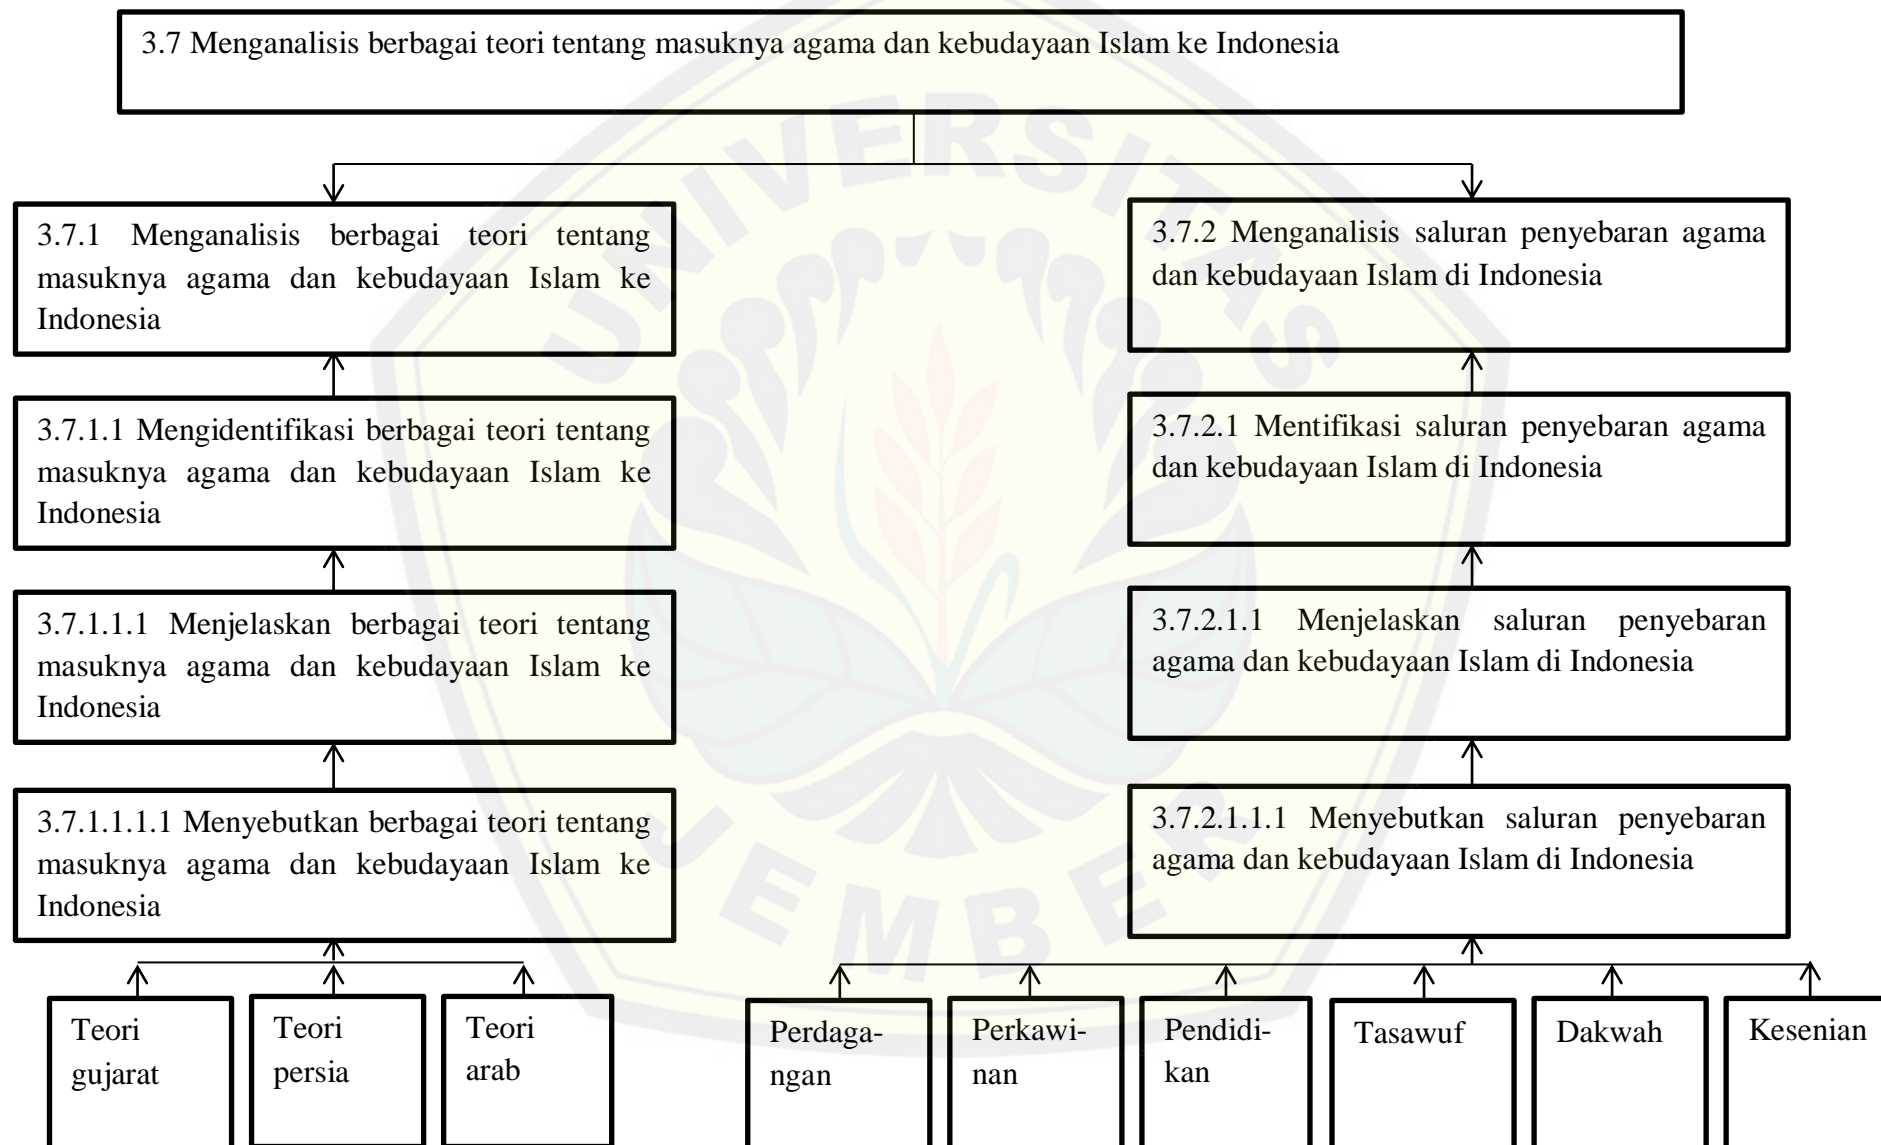 3.7 Menganalisis berbagai teori tentang masuknya agama dan kebudayaan Islam ke Indonesia
3.7.1 Menganalisis berbagai teori tentang
masuknya agama dan kebudayaan Islam ke
Indonesia
3.7.2 Menganalisis saluran penyebaran agama
dan kebudayaan Islam di Indonesia
3.7.1.1 Mengidentifikasi berbagai teori tentang
masuknya agama dan kebudayaan Islam ke
Indonesia
3.7.2.1 Mentifikasi saluran penyebaran agama
dan kebudayaan Islam di Indonesia
3.7.1.1.1 Menjelaskan berbagai teori tentang
masuknya agama dan kebudayaan Islam ke
Indonesia
3.7.2.1.1 Menjelaskan saluran penyebaran
agama dan kebudayaan Islam di Indonesia
3.7.1.1.1.1 Menyebutkan berbagai teori tentang
masuknya agama dan kebudayaan Islam ke
Indonesia
3.7.2.1.1.1 Menyebutkan saluran penyebaran
agama dan kebudayaan Islam di Indonesia
Teori
gujarat
Teori
persia
Teori
arab
Perdaga-
ngan
Perkawi-
nan
Pendidi-
kan
Tasawuf
Dakwah
Kesenian
UNIVERSITAS
JEMBER